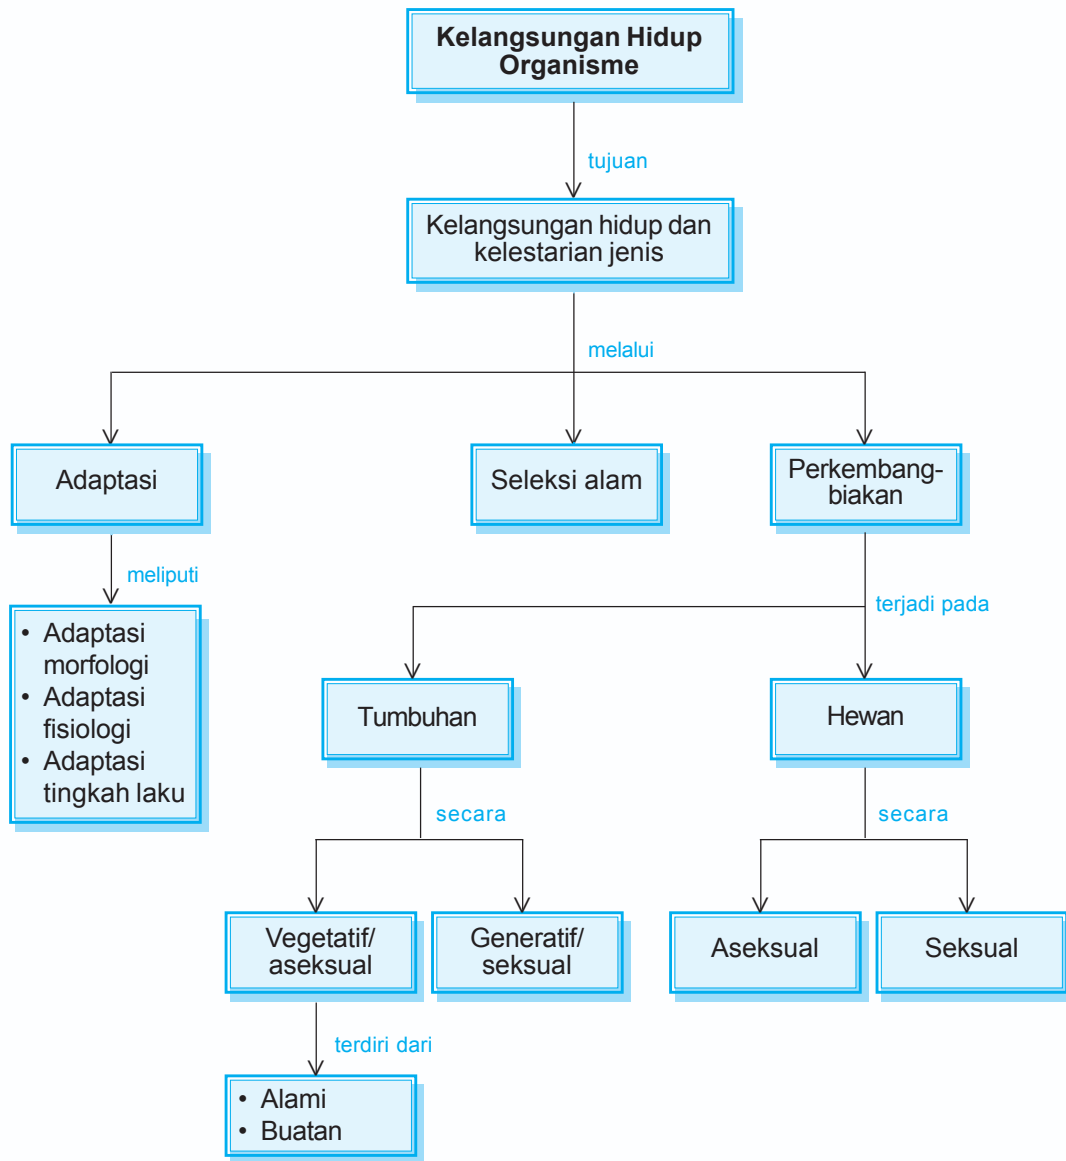 Kelangsungan Hidup
Organisme
tujuan
Kelangsungan hidup dan
kelestarian jenis
melalui
Adaptasi
Seleksi alam
Perkembang-
biakan
meliputi
• Adaptasi
morfologi
• Adaptasi
fisiologi
• Adaptasi
tingkah laku
terjadi pada
Tumbuhan
Hewan
secara
secara
Vegetatif/
aseksual
Generatif/
seksual
Aseksual
Seksual
terdiri dari
• Alami
• Buatan